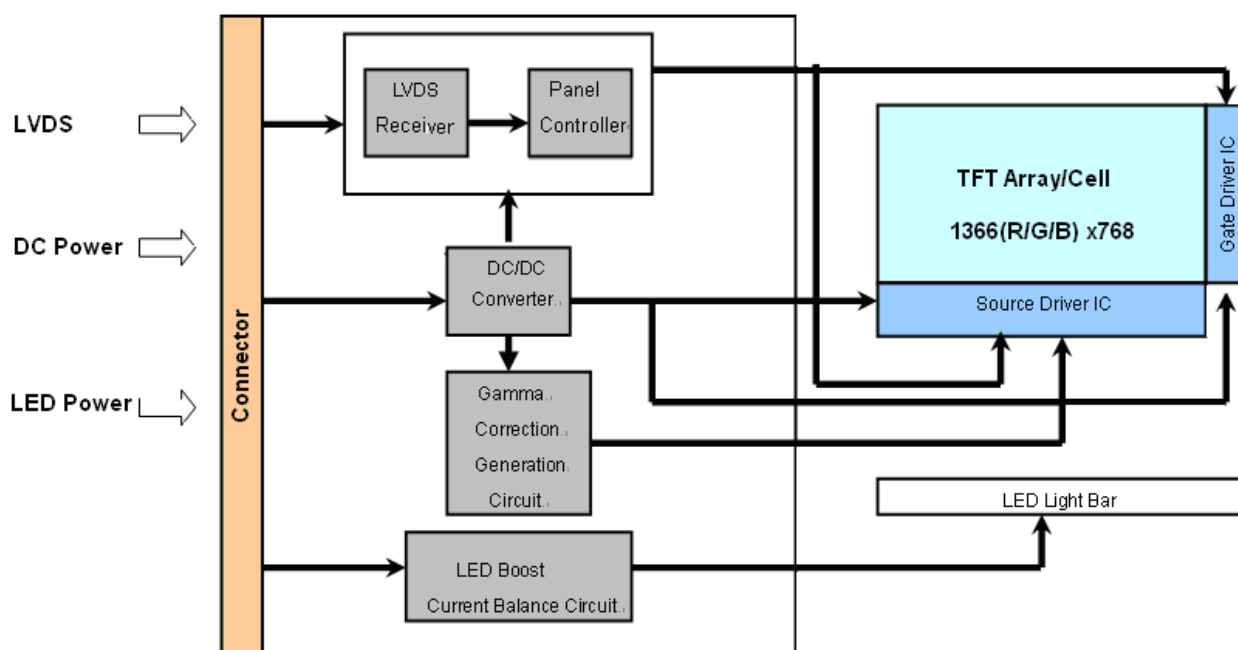 LVDS
DC Power
LED Power
Connector
LVDS
Receiver
Panel
Controller
DC/DC
Converter
Gamma
Correction
Generation
Circuit
LED Boost
Current Balance Circuit
TFT Array/Cell
1366(R/G/B) x768
Gate Driver IC
Source Driver IC
LED Light Bar